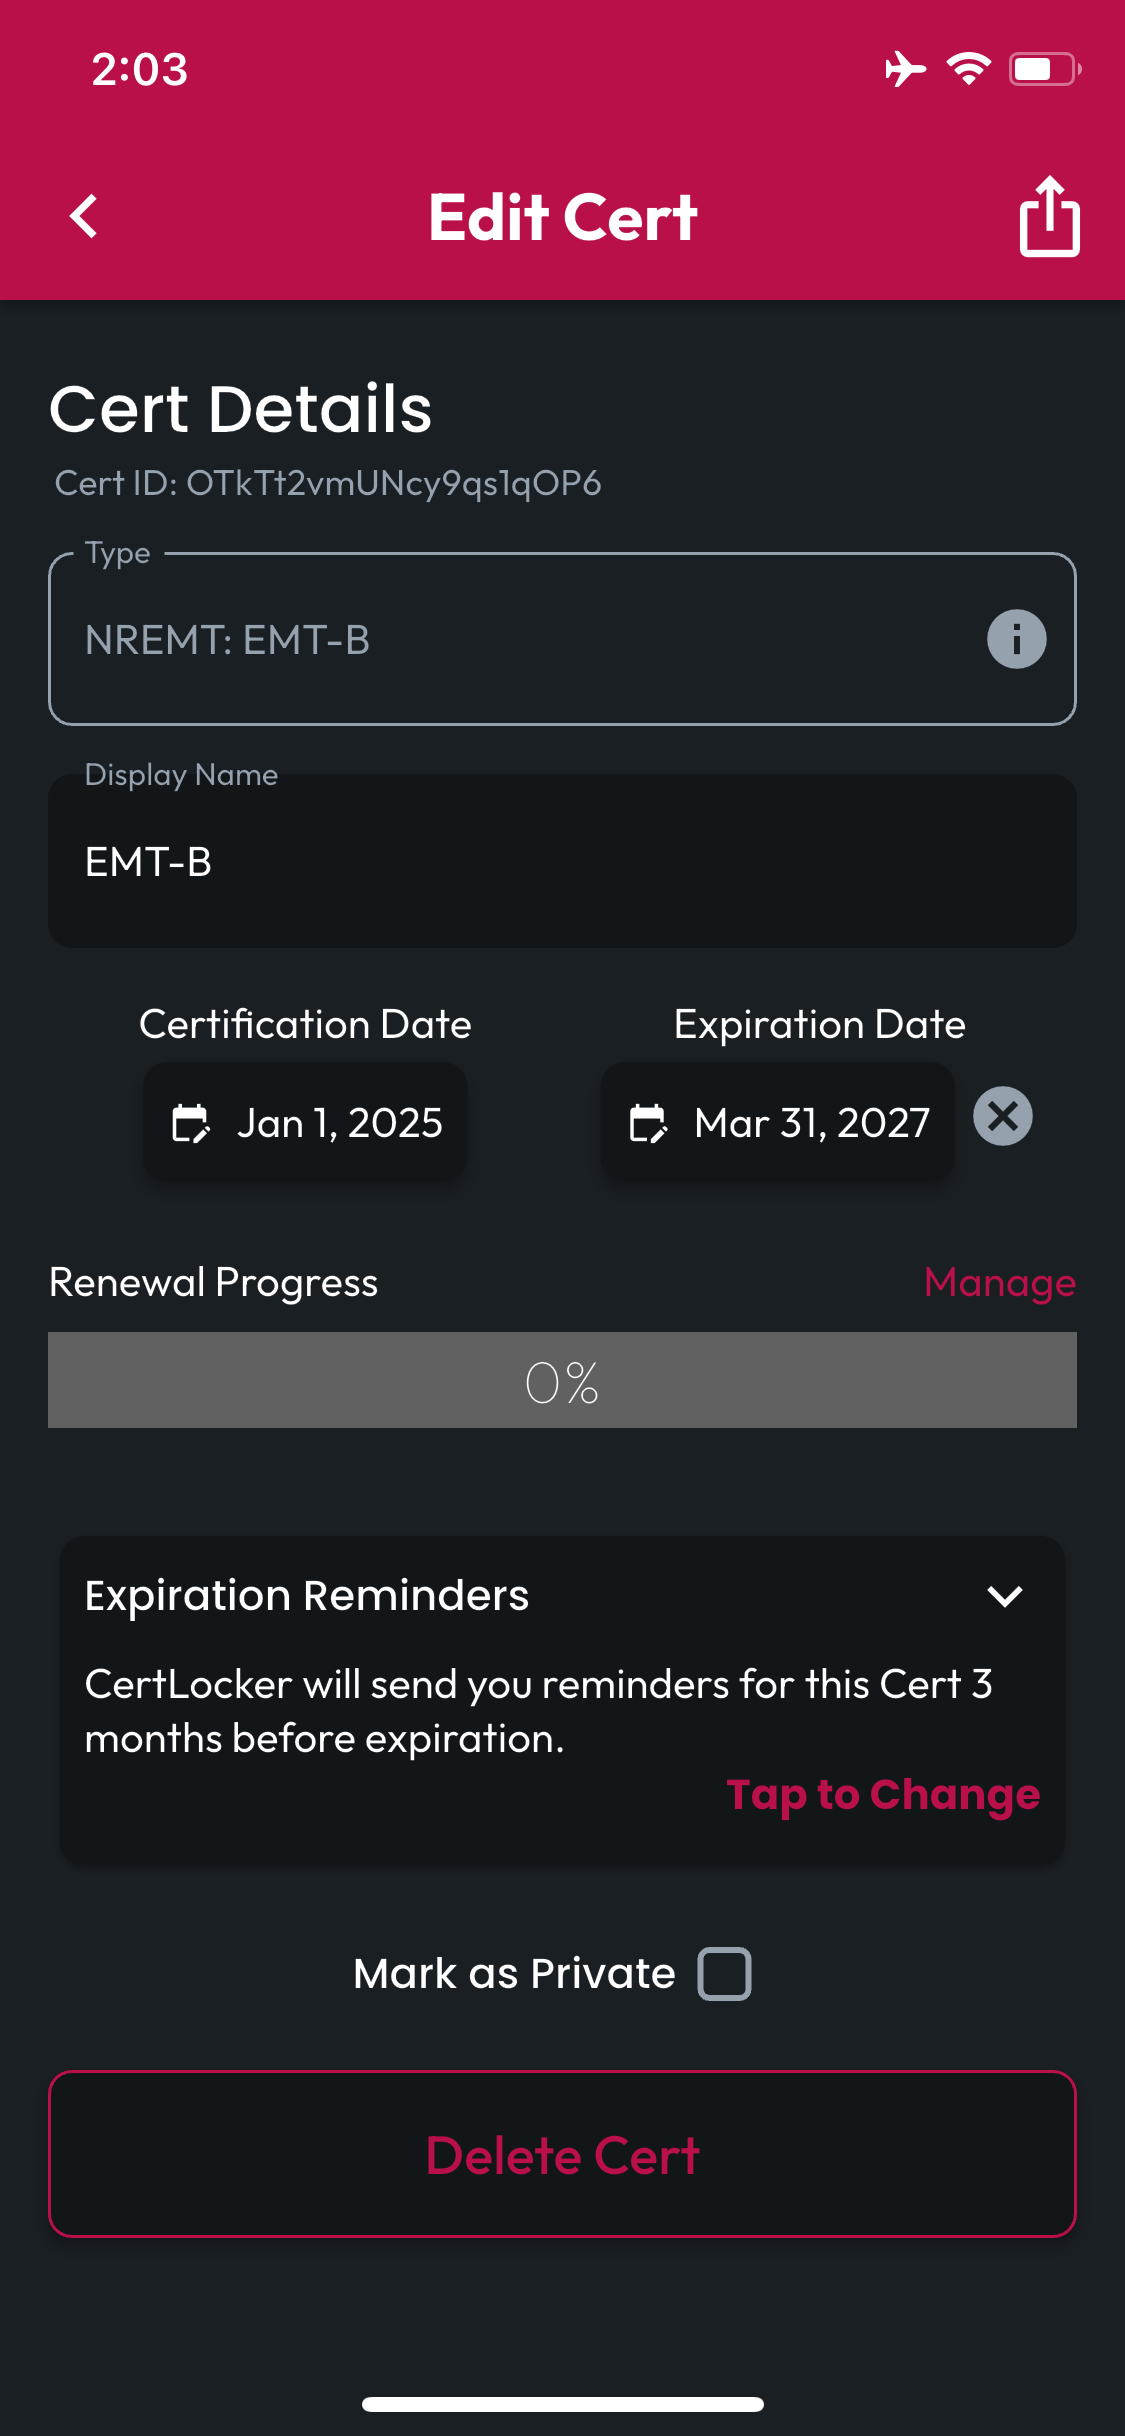 2:03
Edit Cert
Cert Details
Cert ID: OTkTt2vmUNcy9qs1qOP6
Type
NREMT: EMT-B
Display Name
EMT-B
Certification Date
Expiration Date
Jan 1, 2025
Mar 31, 2027
Renewal Progress
Manage
0%
Expiration Reminders
CertLocker will send you reminders for this Cert 3
months before expiration.
Tap to Change
Mark as Private
Delete Cert